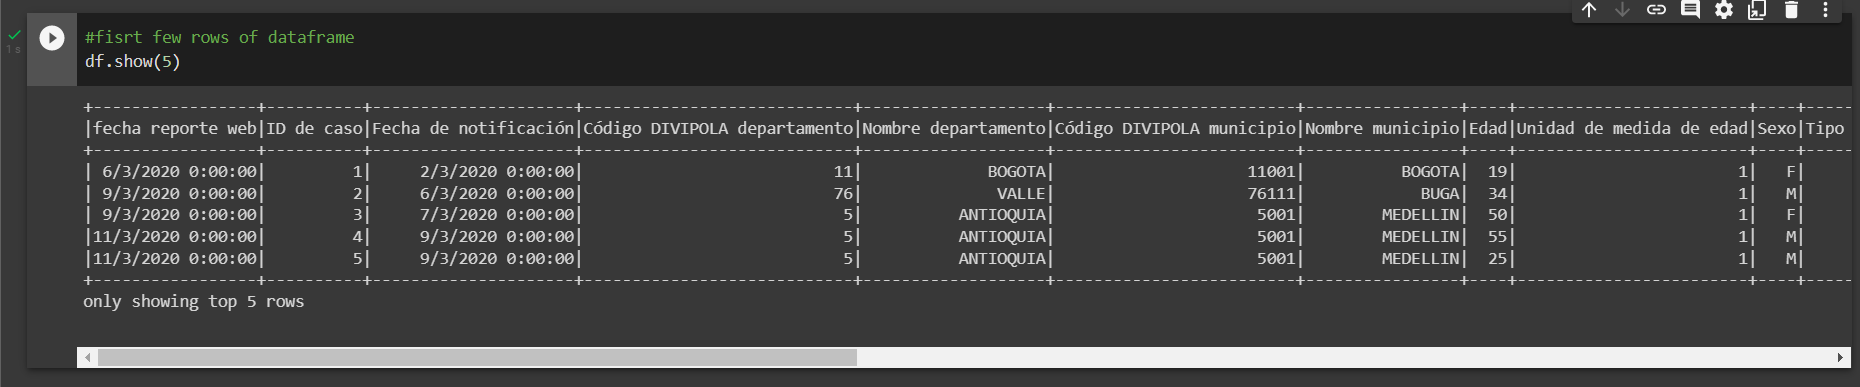 1 s
#fisrt few rows of dataframe
df.show(5)
+-----------------+----------+---------------------+----------------------------+-------------------+-------------------------+----------------+----+------------------------+----+-----
|fecha reporte web|ID de caso|Fecha de notificación|Código DIVIPOLA departamento|Nombre departamento|Código DIVIPOLA municipio|Nombre municipio|Edad|Unidad de medida de edad|Sexo|Tipo
+-----------------+----------+---------------------+----------------------------+-------------------+-------------------------+----------------+----+------------------------+----+-----
| 6/3/2020 0:00:00|         1|     2/3/2020 0:00:00|                          11|             BOGOTA|                    11001|          BOGOTA|  19|                       1|   F|
| 9/3/2020 0:00:00|         2|     6/3/2020 0:00:00|                          76|              VALLE|                    76111|            BUGA|  34|                       1|   M|
| 9/3/2020 0:00:00|         3|     7/3/2020 0:00:00|                           5|          ANTIOQUIA|                     5001|        MEDELLIN|  50|                       1|   F|
|11/3/2020 0:00:00|         4|     9/3/2020 0:00:00|                           5|          ANTIOQUIA|                     5001|        MEDELLIN|  55|                       1|   M|
|11/3/2020 0:00:00|         5|     9/3/2020 0:00:00|                           5|          ANTIOQUIA|                     5001|        MEDELLIN|  25|                       1|   M|
+-----------------+----------+---------------------+----------------------------+-------------------+-------------------------+----------------+----+------------------------+----+-----
only showing top 5 rows